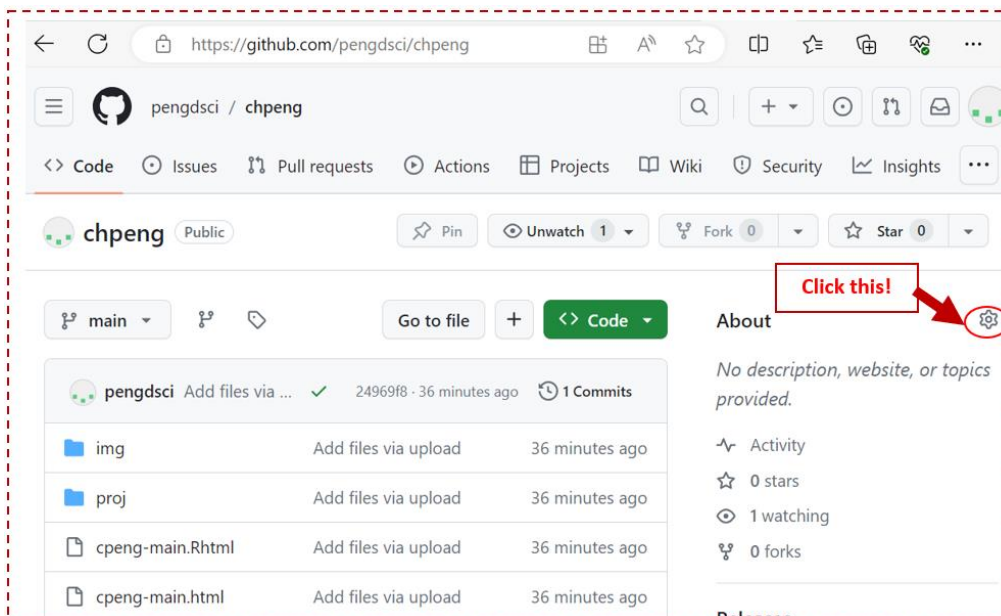 https://github.com/pengdsci/chpeng
pengdsci / chpeng
Code Issues Pull requests Actions Projects Wiki Security Insights
chpeng Public Pin Unwatch 1 Fork 0 Star 0
Click this!
main Go to file + Code About
No description, website, or topics
provided.
pengdsci Add files via ... 24969f8 · 36 minutes ago 1 Commits
img Add files via upload 36 minutes ago
Activity
0 stars
proj Add files via upload 36 minutes ago
1 watching
cpeng-main.Rhtml Add files via upload 36 minutes ago
0 forks
cpeng-main.html Add files via upload 36 minutes ago